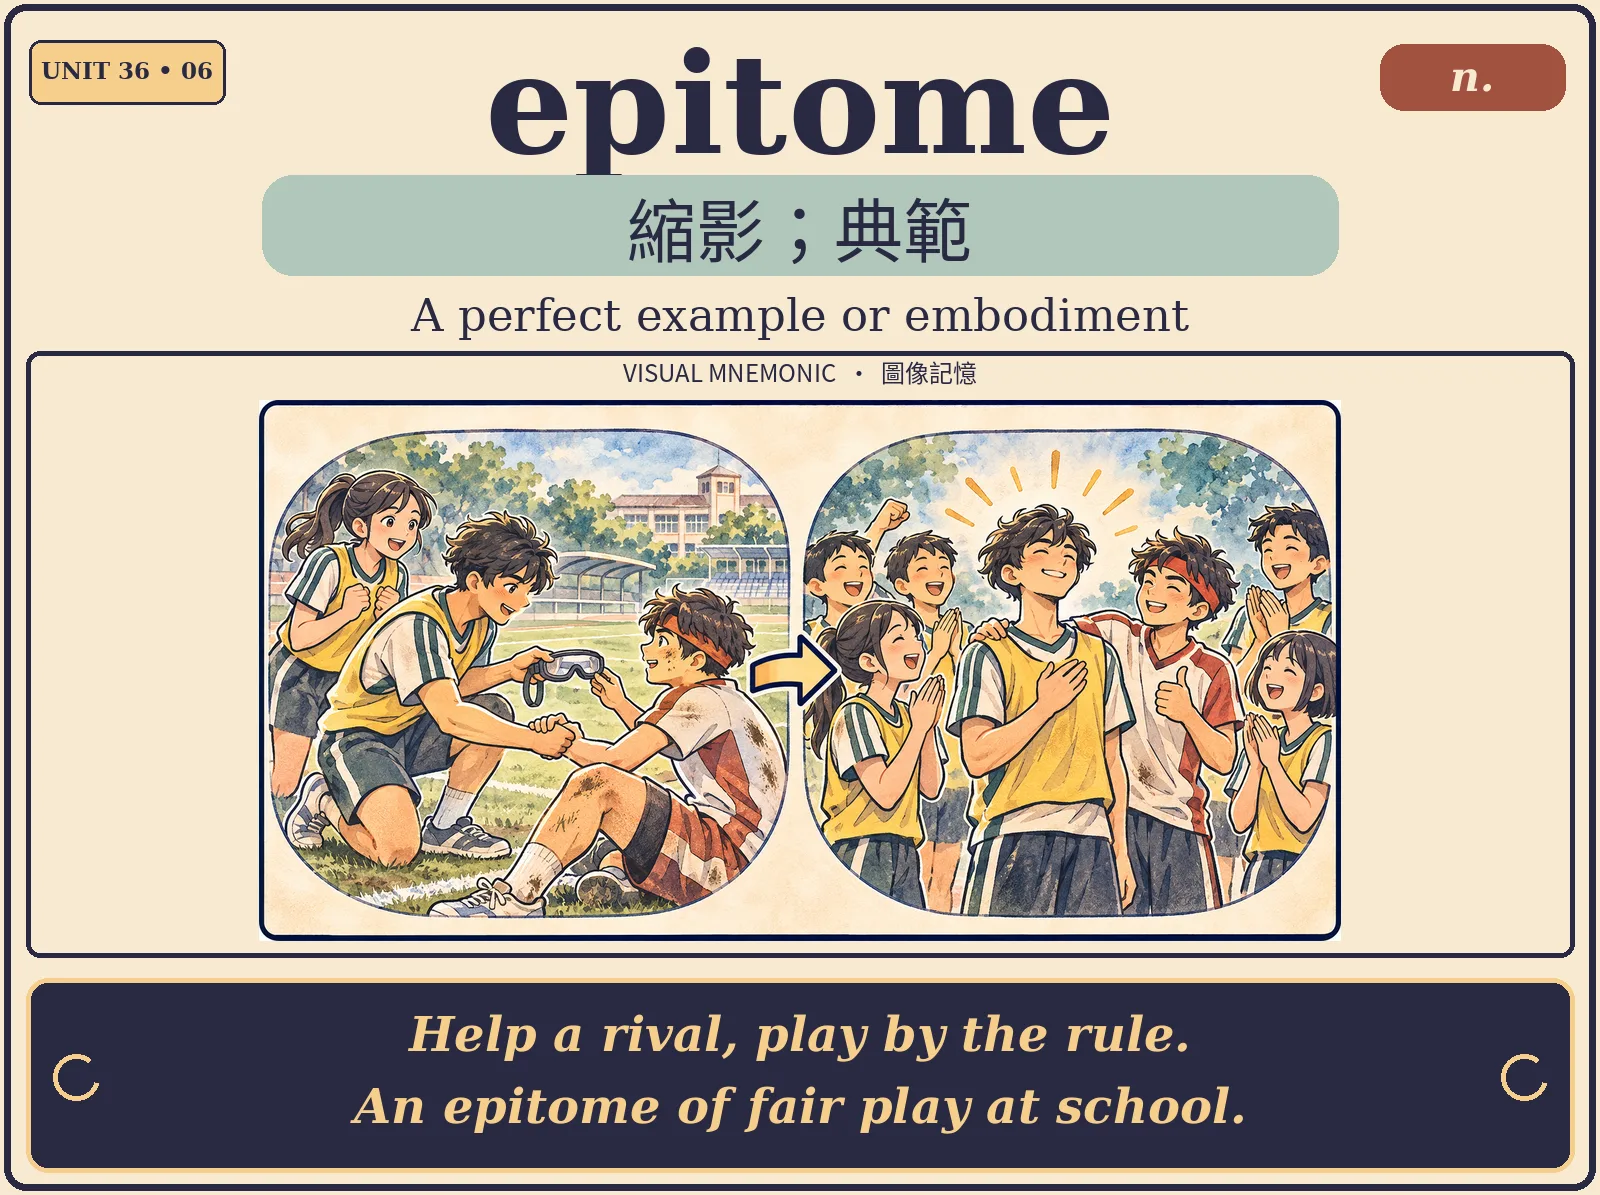 UNIT 36 • 06
epitome
n.
縮影；典範
A perfect example or embodiment
VISUAL MNEMONIC • 圖像記憶
Help a rival, play by the rule.
An epitome of fair play at school.